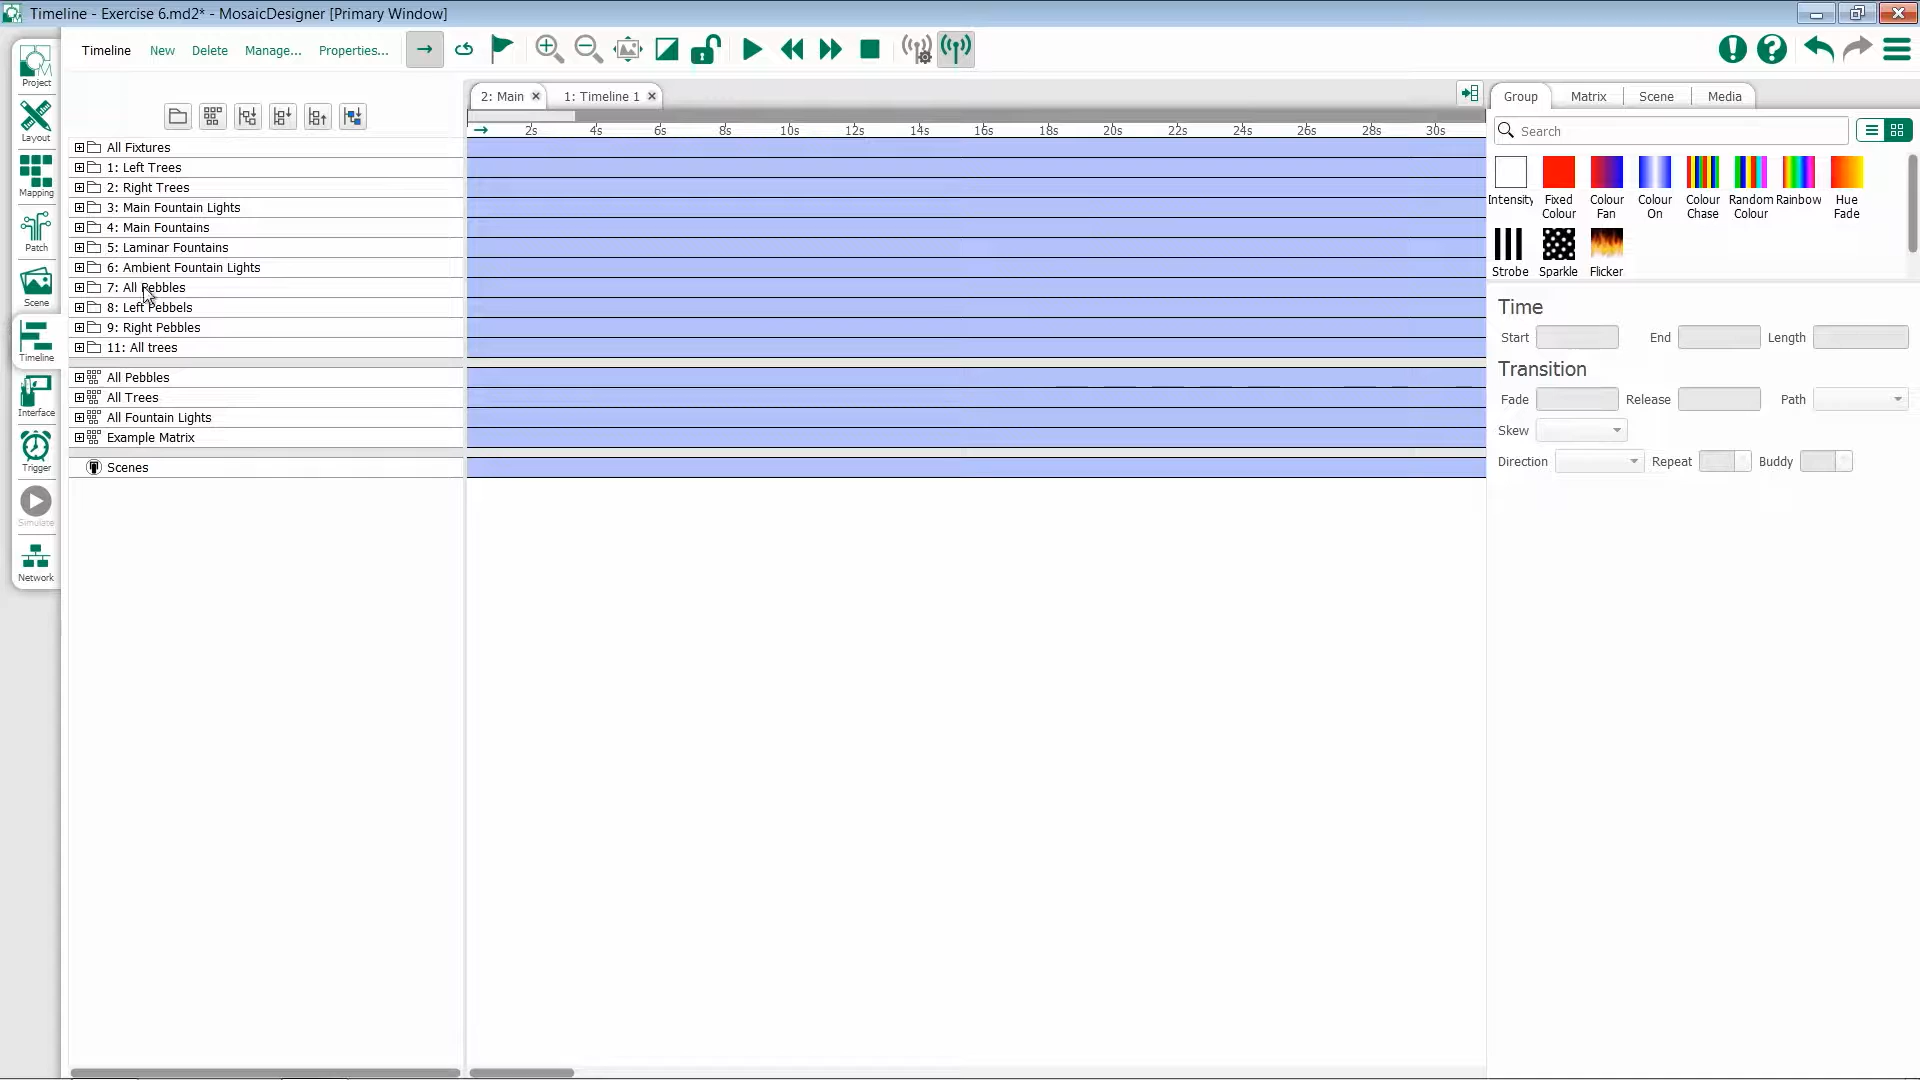 Timeline - Exercise 6.md2* - MosaicDesigner [Primary Window]
Timeline New Delete Manage... Properties...
Project
Layout
Mapping
Patch
Scene
Timeline
Interface
Trigger
Simulate
Network
2: Main 1: Timeline 1
2s 4s 6s 8s 10s 12s 14s 16s 18s 20s 22s 24s 26s 28s 30s
All Fixtures
1: Left Trees
2: Right Trees
3: Main Fountain Lights
4: Main Fountains
5: Laminar Fountains
6: Ambient Fountain Lights
7: All Pebbles
8: Left Pebbels
9: Right Pebbles
11: All trees
All Pebbles
All Trees
All Fountain Lights
Example Matrix
Scenes
Group Matrix Scene Media
Search
Intensity Fixed Colour Colour Fan Colour On Colour Chase Random Colour Rainbow Hue Fade
Strobe Sparkle Flicker
Time
Start End Length
Transition
Fade Release Path
Skew
Direction Repeat Buddy